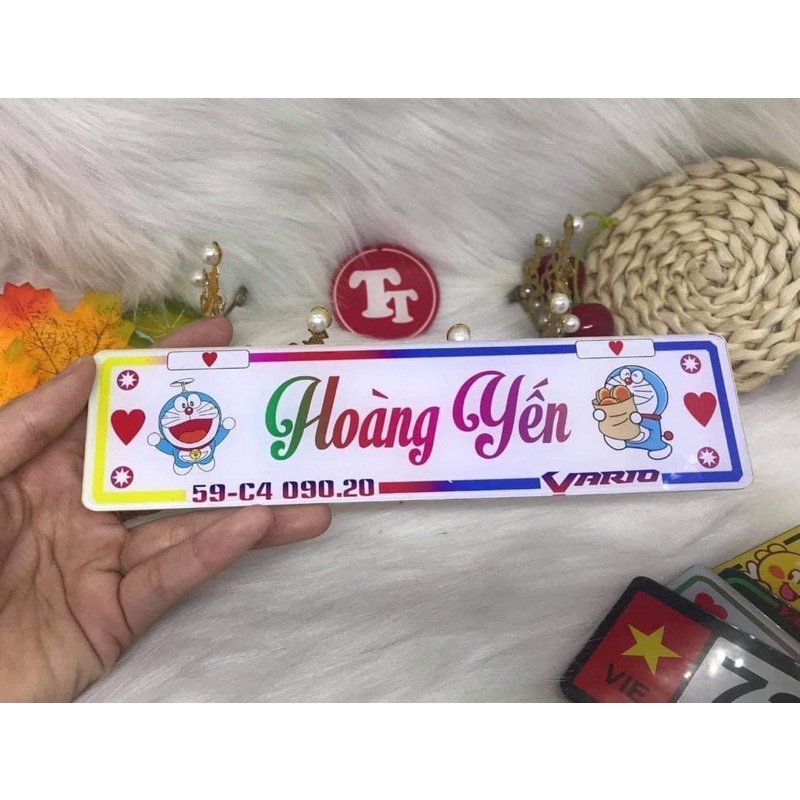 TT
Hoàng Yến
59-C4 090.20
VARIO
VIE